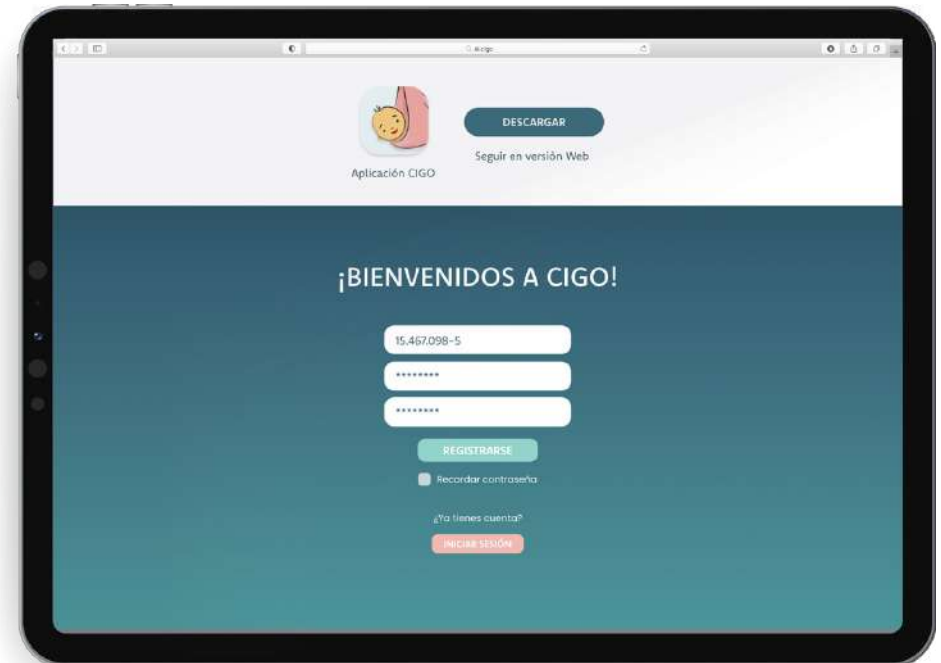 DESCARGAR
Seguir en versión Web
Aplicación CIGO
¡BIENVENIDOS A CIGO!
15.467.098-5
********
********
REGISTRARSE
Recordar contraseña
¿Ya tienes cuenta?
INICIAR SESIÓN